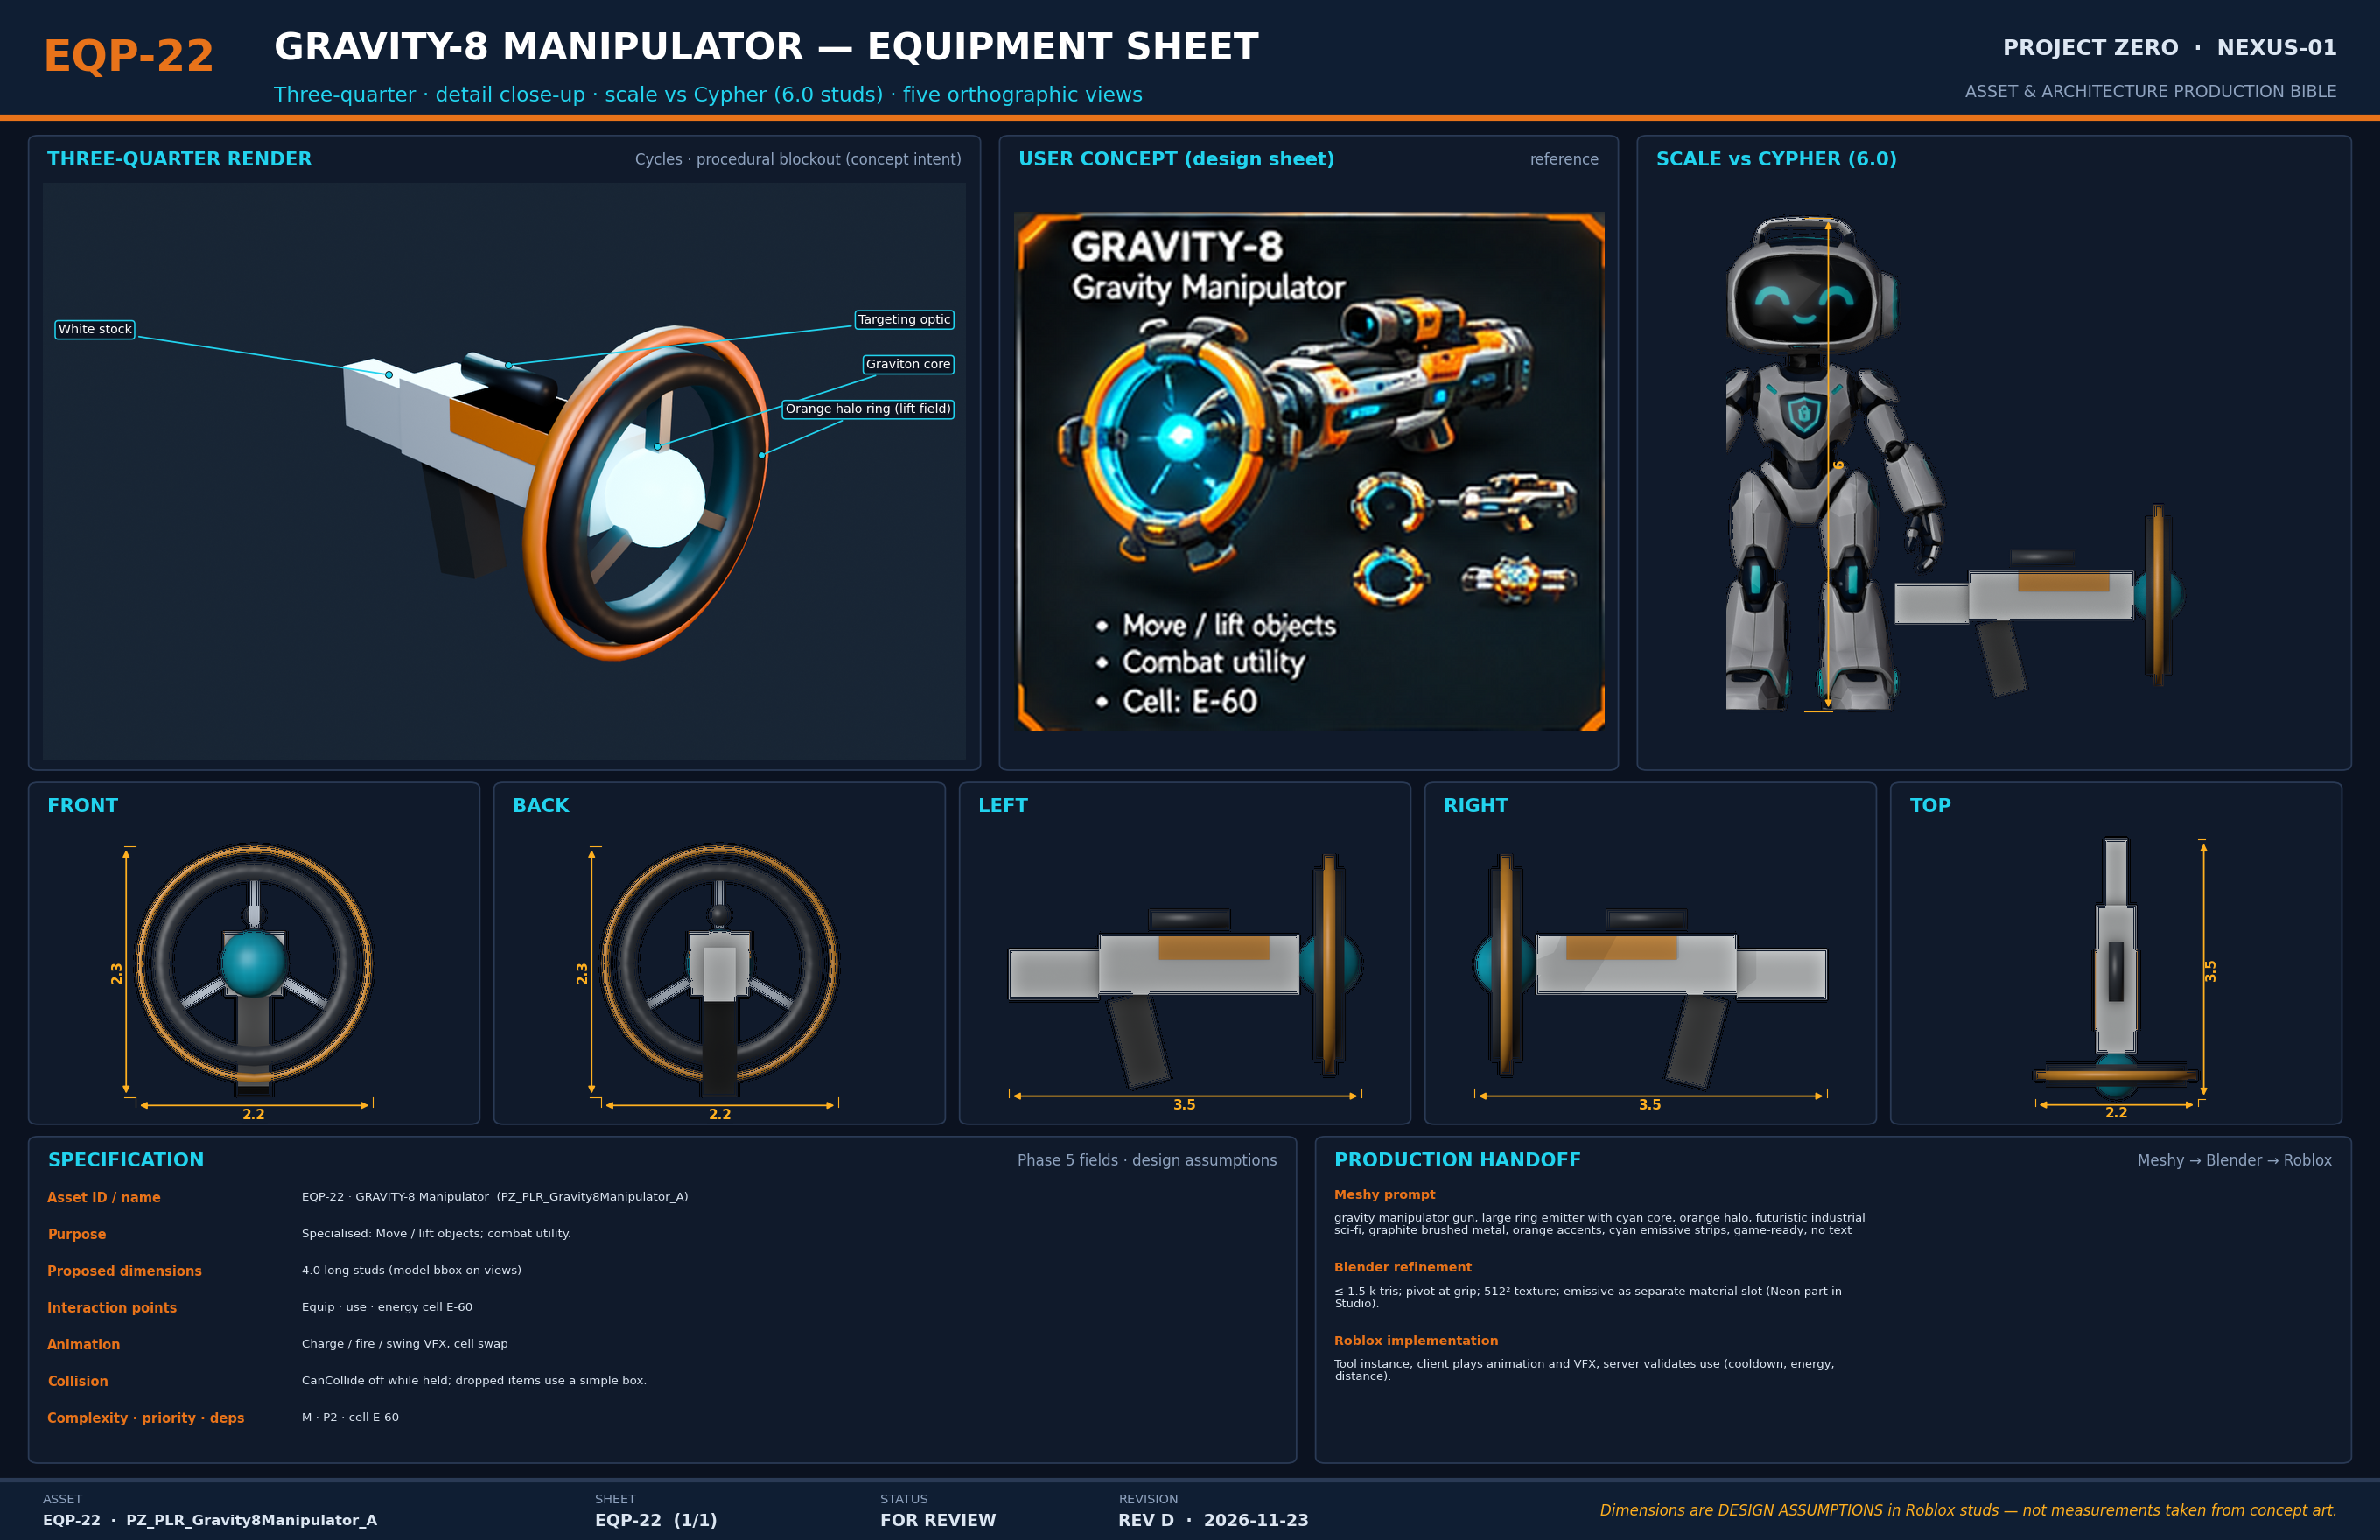 EQP-22
GRAVITY-8 MANIPULATOR — EQUIPMENT SHEET
Three-quarter · detail close-up · scale vs Cypher (6.0 studs) · five orthographic views
PROJECT ZERO · NEXUS-01
ASSET & ARCHITECTURE PRODUCTION BIBLE
THREE-QUARTER RENDER
Cycles · procedural blockout (concept intent)
White stock
Targeting optic
Graviton core
Orange halo ring (lift field)
USER CONCEPT (design sheet)
reference
GRAVITY-8
Gravity Manipulator
• Move / lift objects
• Combat utility
• Cell: E-60
SCALE vs CYPHER (6.0)
6
FRONT
2.3
2.2
BACK
2.3
2.2
LEFT
3.5
RIGHT
3.5
TOP
3.5
2.2
SPECIFICATION
Phase 5 fields · design assumptions
Asset ID / name
EQP-22 · GRAVITY-8 Manipulator (PZ_PLR_Gravity8Manipulator_A)
Purpose
Specialised: Move / lift objects; combat utility.
Proposed dimensions
4.0 long studs (model bbox on views)
Interaction points
Equip · use · energy cell E-60
Animation
Charge / fire / swing VFX, cell swap
Collision
CanCollide off while held; dropped items use a simple box.
Complexity · priority · deps
M · P2 · cell E-60
PRODUCTION HANDOFF
Meshy → Blender → Roblox
Meshy prompt
gravity manipulator gun, large ring emitter with cyan core, orange halo, futuristic industrial
sci-fi, graphite brushed metal, orange accents, cyan emissive strips, game-ready, no text
Blender refinement
≤ 1.5 k tris; pivot at grip; 512² texture; emissive as separate material slot (Neon part in
Studio).
Roblox implementation
Tool instance; client plays animation and VFX, server validates use (cooldown, energy,
distance).
ASSET
EQP-22 · PZ_PLR_Gravity8Manipulator_A
SHEET
EQP-22 (1/1)
STATUS
FOR REVIEW
REVISION
REV D · 2026-11-23
Dimensions are DESIGN ASSUMPTIONS in Roblox studs — not measurements taken from concept art.